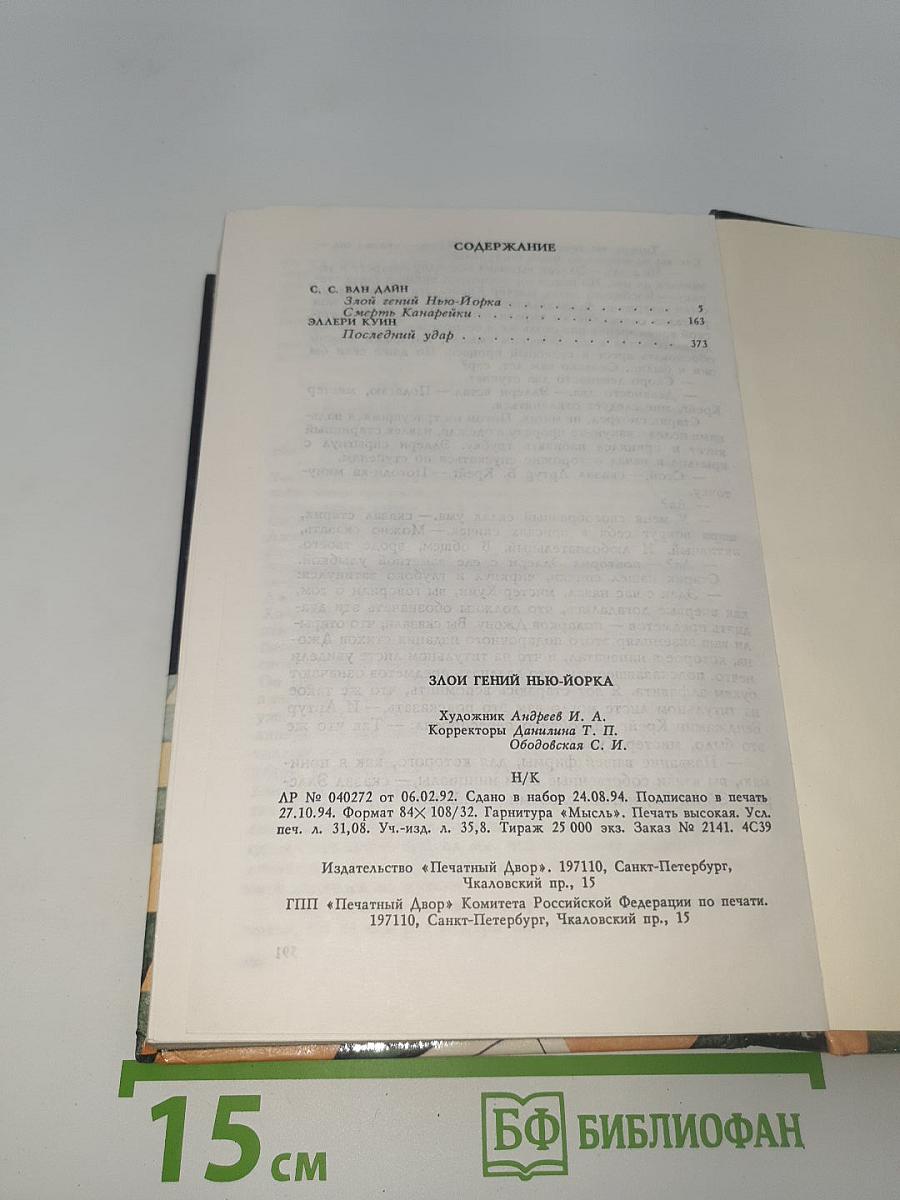 СОДЕРЖАНИЕ
С. С. ВАН ДАЙН
Злой гений Нью-Йорка . . . . . . . . . . . . 5
Смерть Канарейки . . . . . . . . . . . . . 163
ЭЛЛЕРИ КУИН
Последний удар . . . . . . . . . . . . . . 373
ЗЛОЙ ГЕНИЙ НЬЮ-ЙОРКА
Художник Андреев И. А.
Корректоры Данилина Т. П.
Ободовская С. И.
Н/К
ЛР № 040272 от 06.02.92. Сдано в набор 24.08.94. Подписано в печать
27.10.94. Формат 84×108/32. Гарнитура «Мысль». Печать высокая. Усл.
печ. л. 31,08. Уч.-изд. л. 35,8. Тираж 25 000 экз. Заказ № 2141. 4С39
Издательство «Печатный Двор». 197110, Санкт-Петербург,
Чкаловский пр., 15
ГПП «Печатный Двор» Комитета Российской Федерации по печати.
197110, Санкт-Петербург, Чкаловский пр., 15
15 см
БФ БИБЛИОФАН